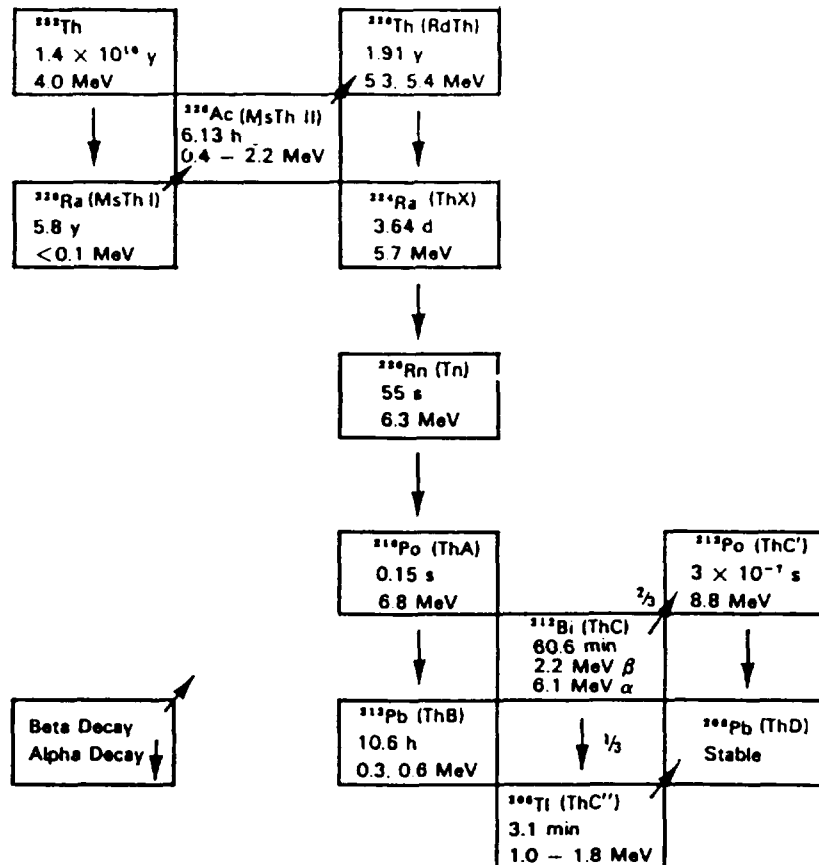 ²³²Th
1.4 × 10¹⁰ y
4.0 MeV
²²⁸Th (RdTh)
1.91 y
5.3, 5.4 MeV
²²⁸Ac (MsTh II)
6.13 h
0.4 – 2.2 MeV
²²⁸Ra (MsTh I)
5.8 y
<0.1 MeV
²²⁴Ra (ThX)
3.64 d
5.7 MeV
²²⁰Rn (Tn)
55 s
6.3 MeV
²¹⁶Po (ThA)
0.15 s
6.8 MeV
²¹²Po (ThC')
3 × 10⁻⁷ s
8.8 MeV
2/3
²¹²Bi (ThC)
60.6 min
2.2 MeV β
6.1 MeV α
Beta Decay
Alpha Decay
²¹²Pb (ThB)
10.6 h
0.3, 0.6 MeV
1/3
²⁰⁸Pb (ThD)
Stable
²⁰⁸Tl (ThC'')
3.1 min
1.0 – 1.8 MeV